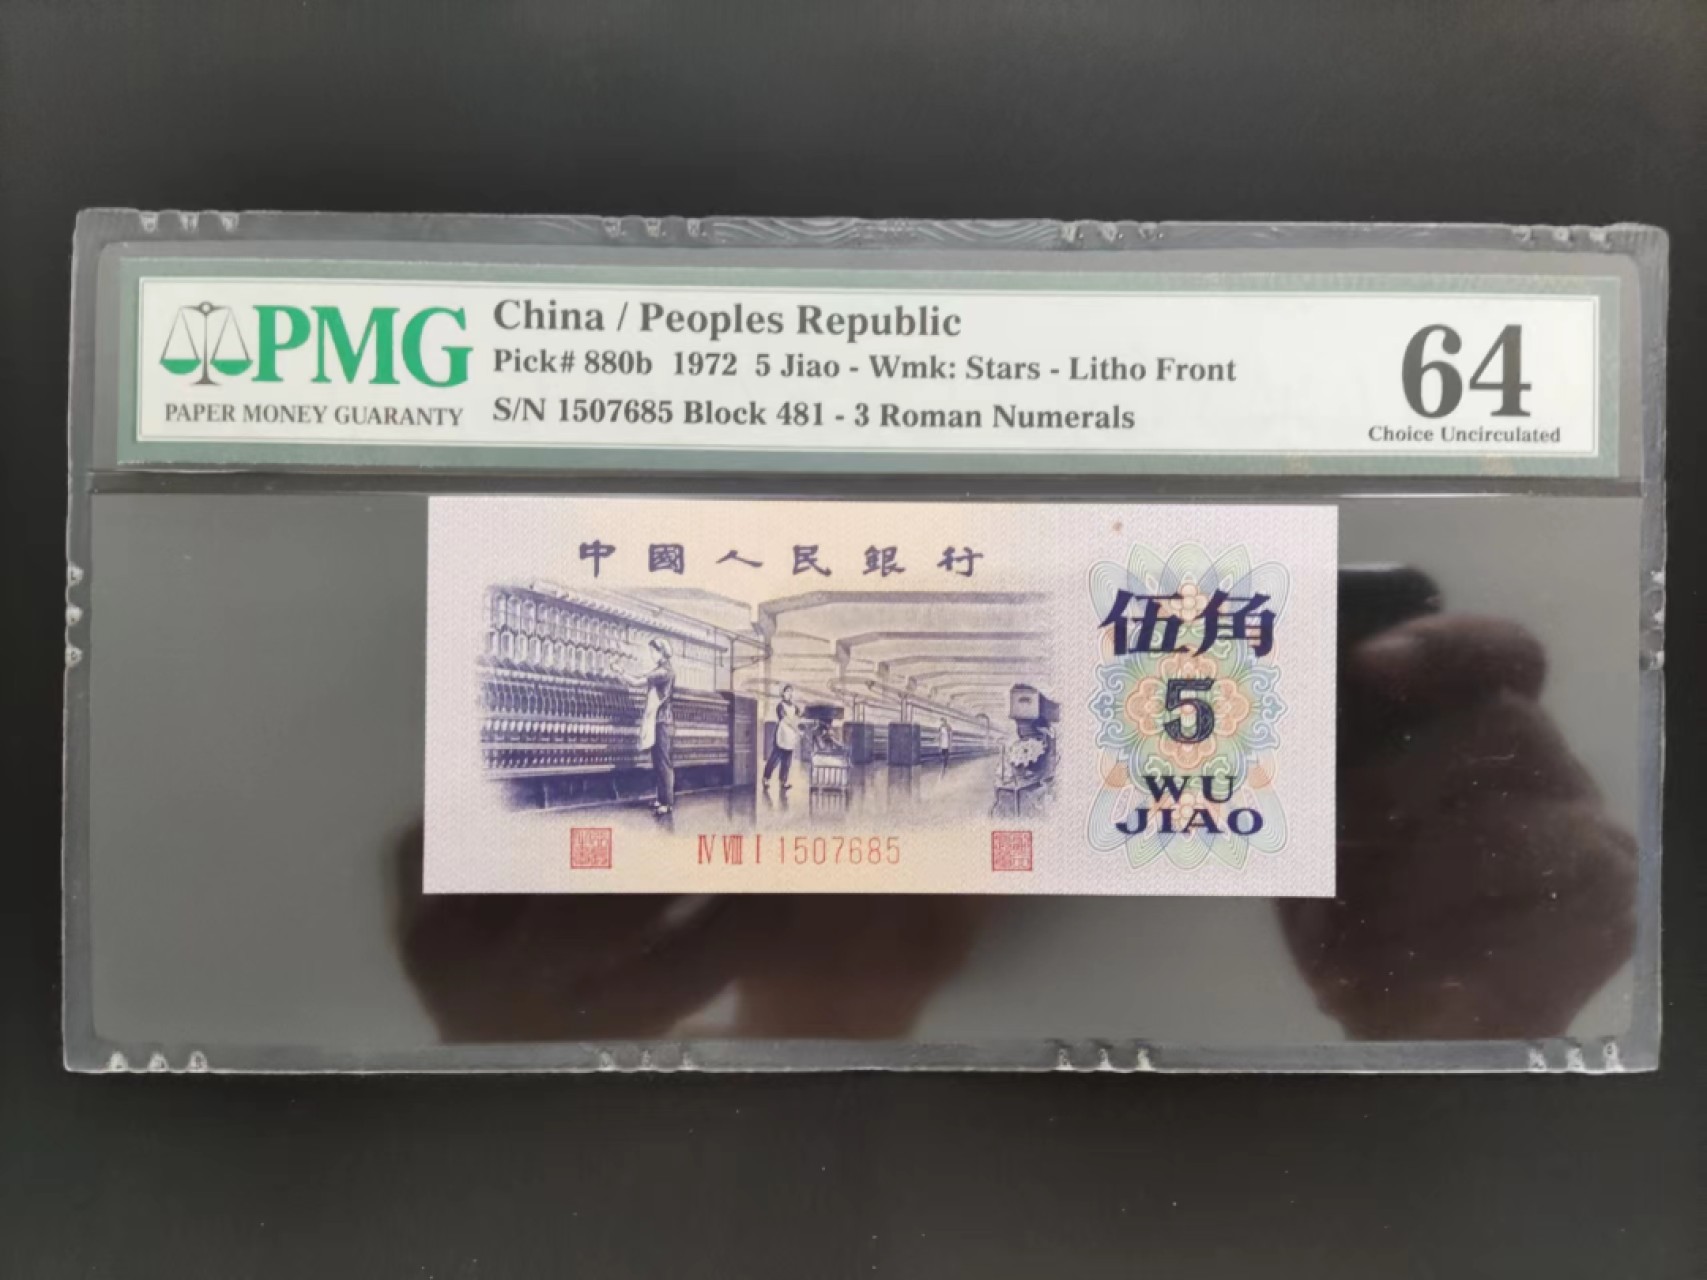 PMG
PAPER MONEY GUARANTY
China / Peoples Republic
Pick# 880b 1972 5 Jiao - Wmk: Stars - Litho Front
S/N 1507685 Block 481 - 3 Roman Numerals
64
Choice Uncirculated
中國人民銀行
伍角
5
WU
JIAO
IV VIII I 1507685